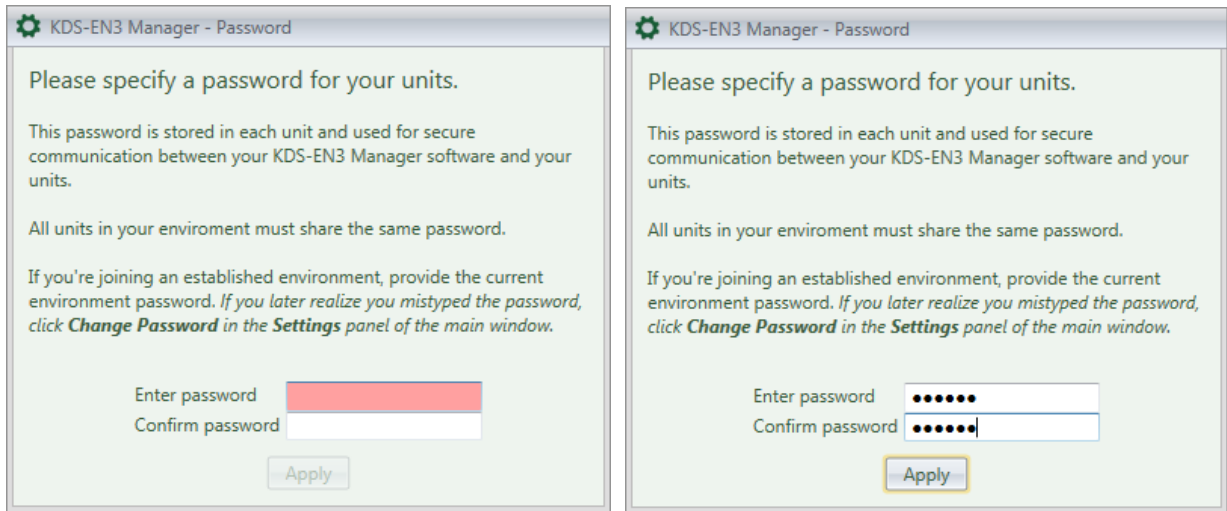 KDS-EN3 Manager - Password
Please specify a password for your units.
This password is stored in each unit and used for secure
communication between your KDS-EN3 Manager software and your
units.
All units in your enviroment must share the same password.
If you're joining an established environment, provide the current
environment password. If you later realize you mistyped the password,
click Change Password in the Settings panel of the main window.
Enter password
Confirm password
Apply
KDS-EN3 Manager - Password
Please specify a password for your units.
This password is stored in each unit and used for secure
communication between your KDS-EN3 Manager software and your
units.
All units in your enviroment must share the same password.
If you're joining an established environment, provide the current
environment password. If you later realize you mistyped the password,
click Change Password in the Settings panel of the main window.
Enter password ●●●●●●
Confirm password ●●●●●●
Apply